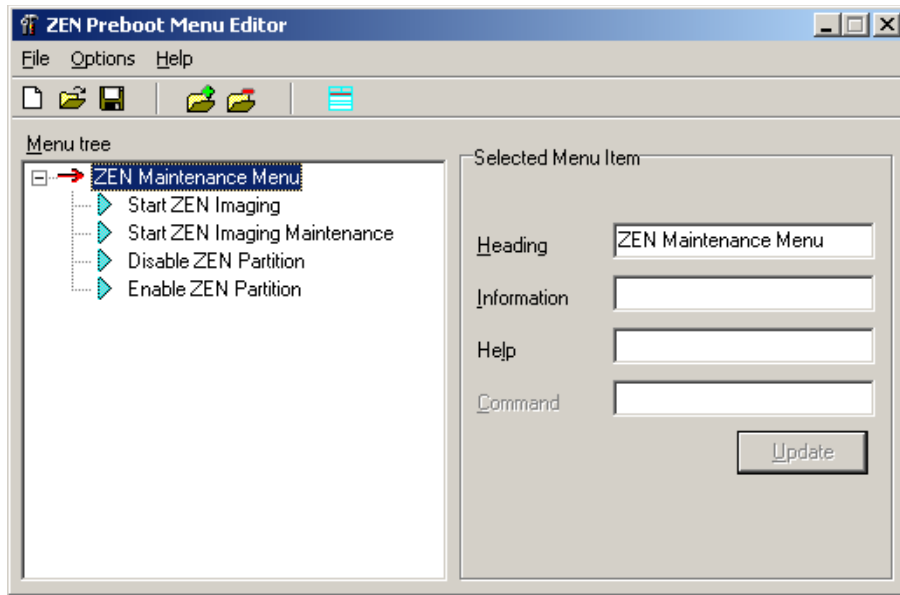 ZEN Preboot Menu Editor
File Options Help
Menu tree
ZEN Maintenance Menu
Start ZEN Imaging
Start ZEN Imaging Maintenance
Disable ZEN Partition
Enable ZEN Partition
Selected Menu Item
Heading ZEN Maintenance Menu
Information
Help
Command
Update